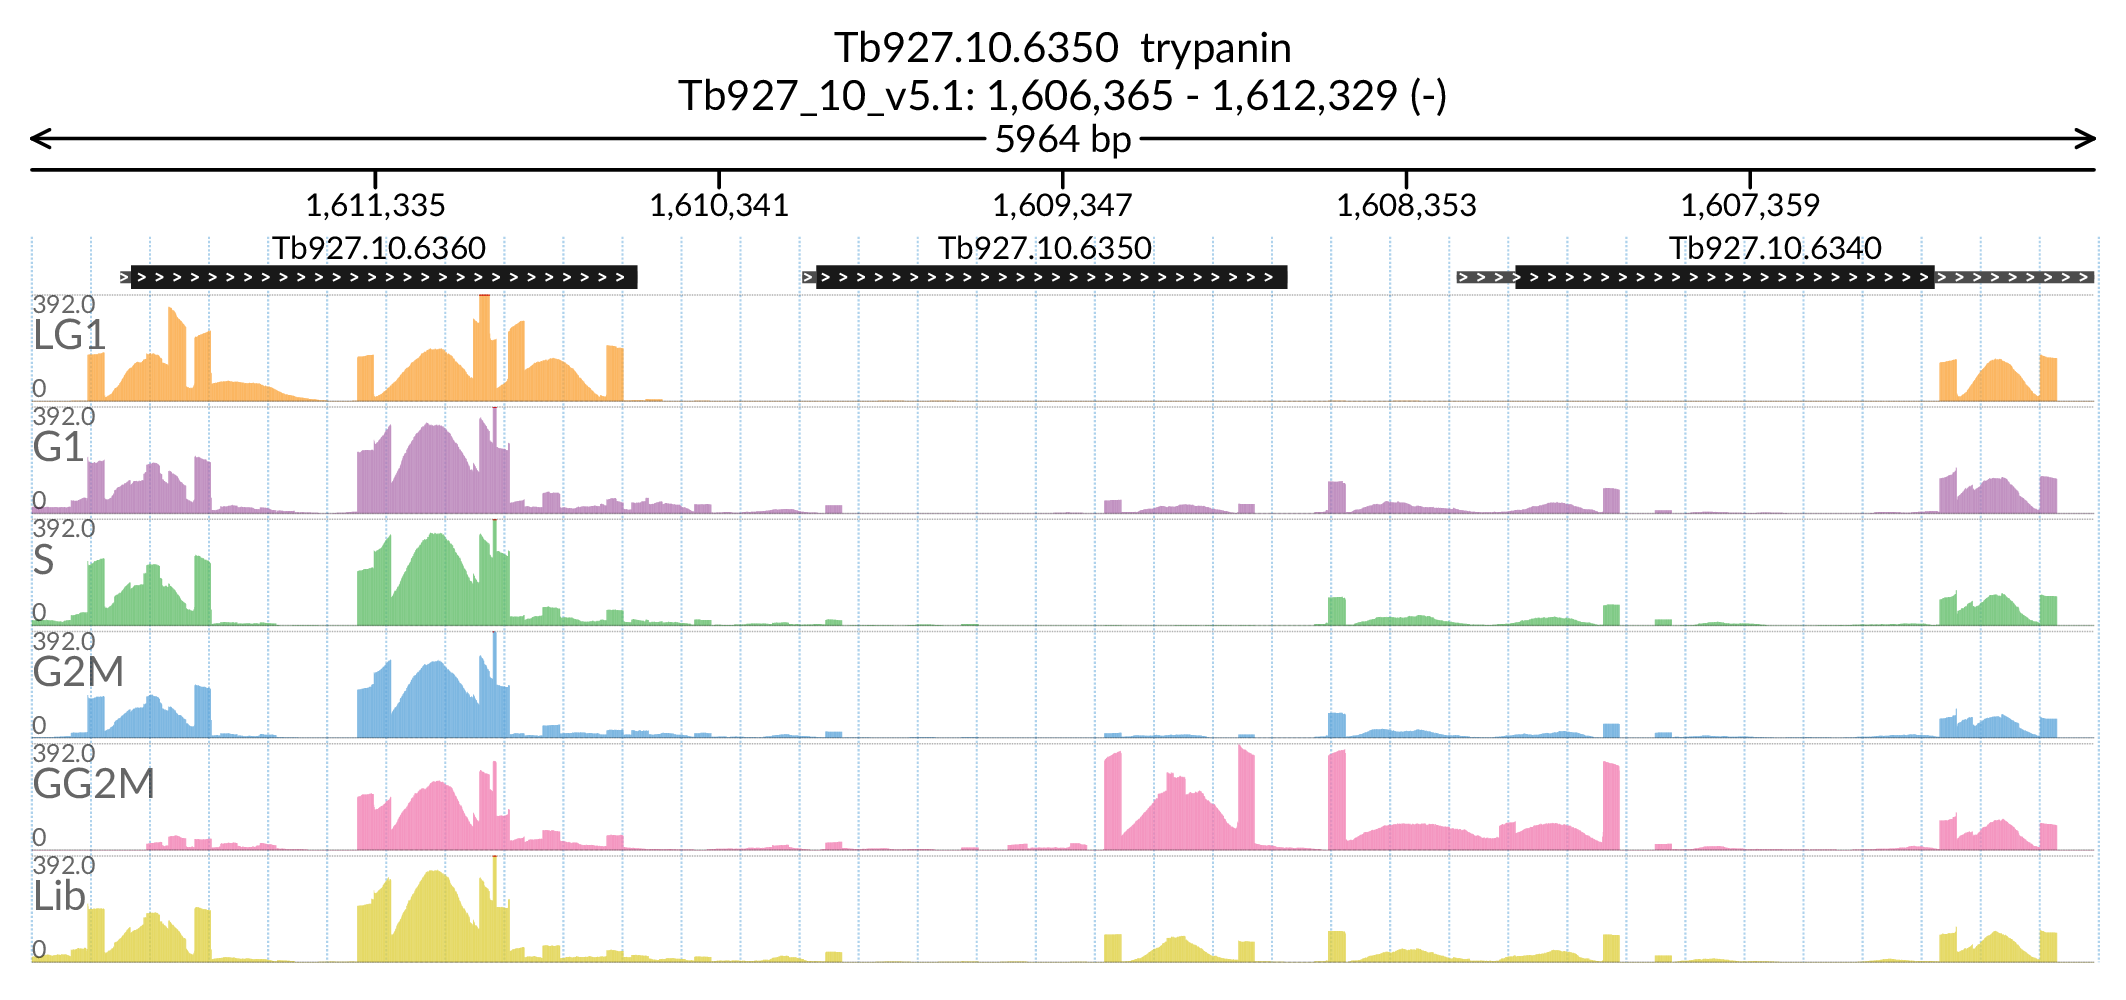 Tb927.10.6350 trypanin
Tb927_10_v5.1: 1,606,365 - 1,612,329 (-)
5964 bp
1,611,335 1,610,341 1,609,347 1,608,353 1,607,359
Tb927.10.6360 Tb927.10.6350 Tb927.10.6340
392.0
LG1
0
392.0
G1
0
392.0
S
0
392.0
G2M
0
392.0
GG2M
0
392.0
Lib
0